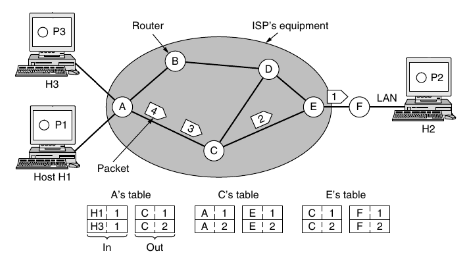 P3
Router
ISP's equipment
H3
B
D
P2
A
4
3
2
E
1
F
LAN
H2
P1
C
Packet
Host H1
A's table
C's table
E's table
H1 1 C 1 A 1 E 1 C 1 F 1
H3 1 C 2 A 2 E 2 C 2 F 2
In Out